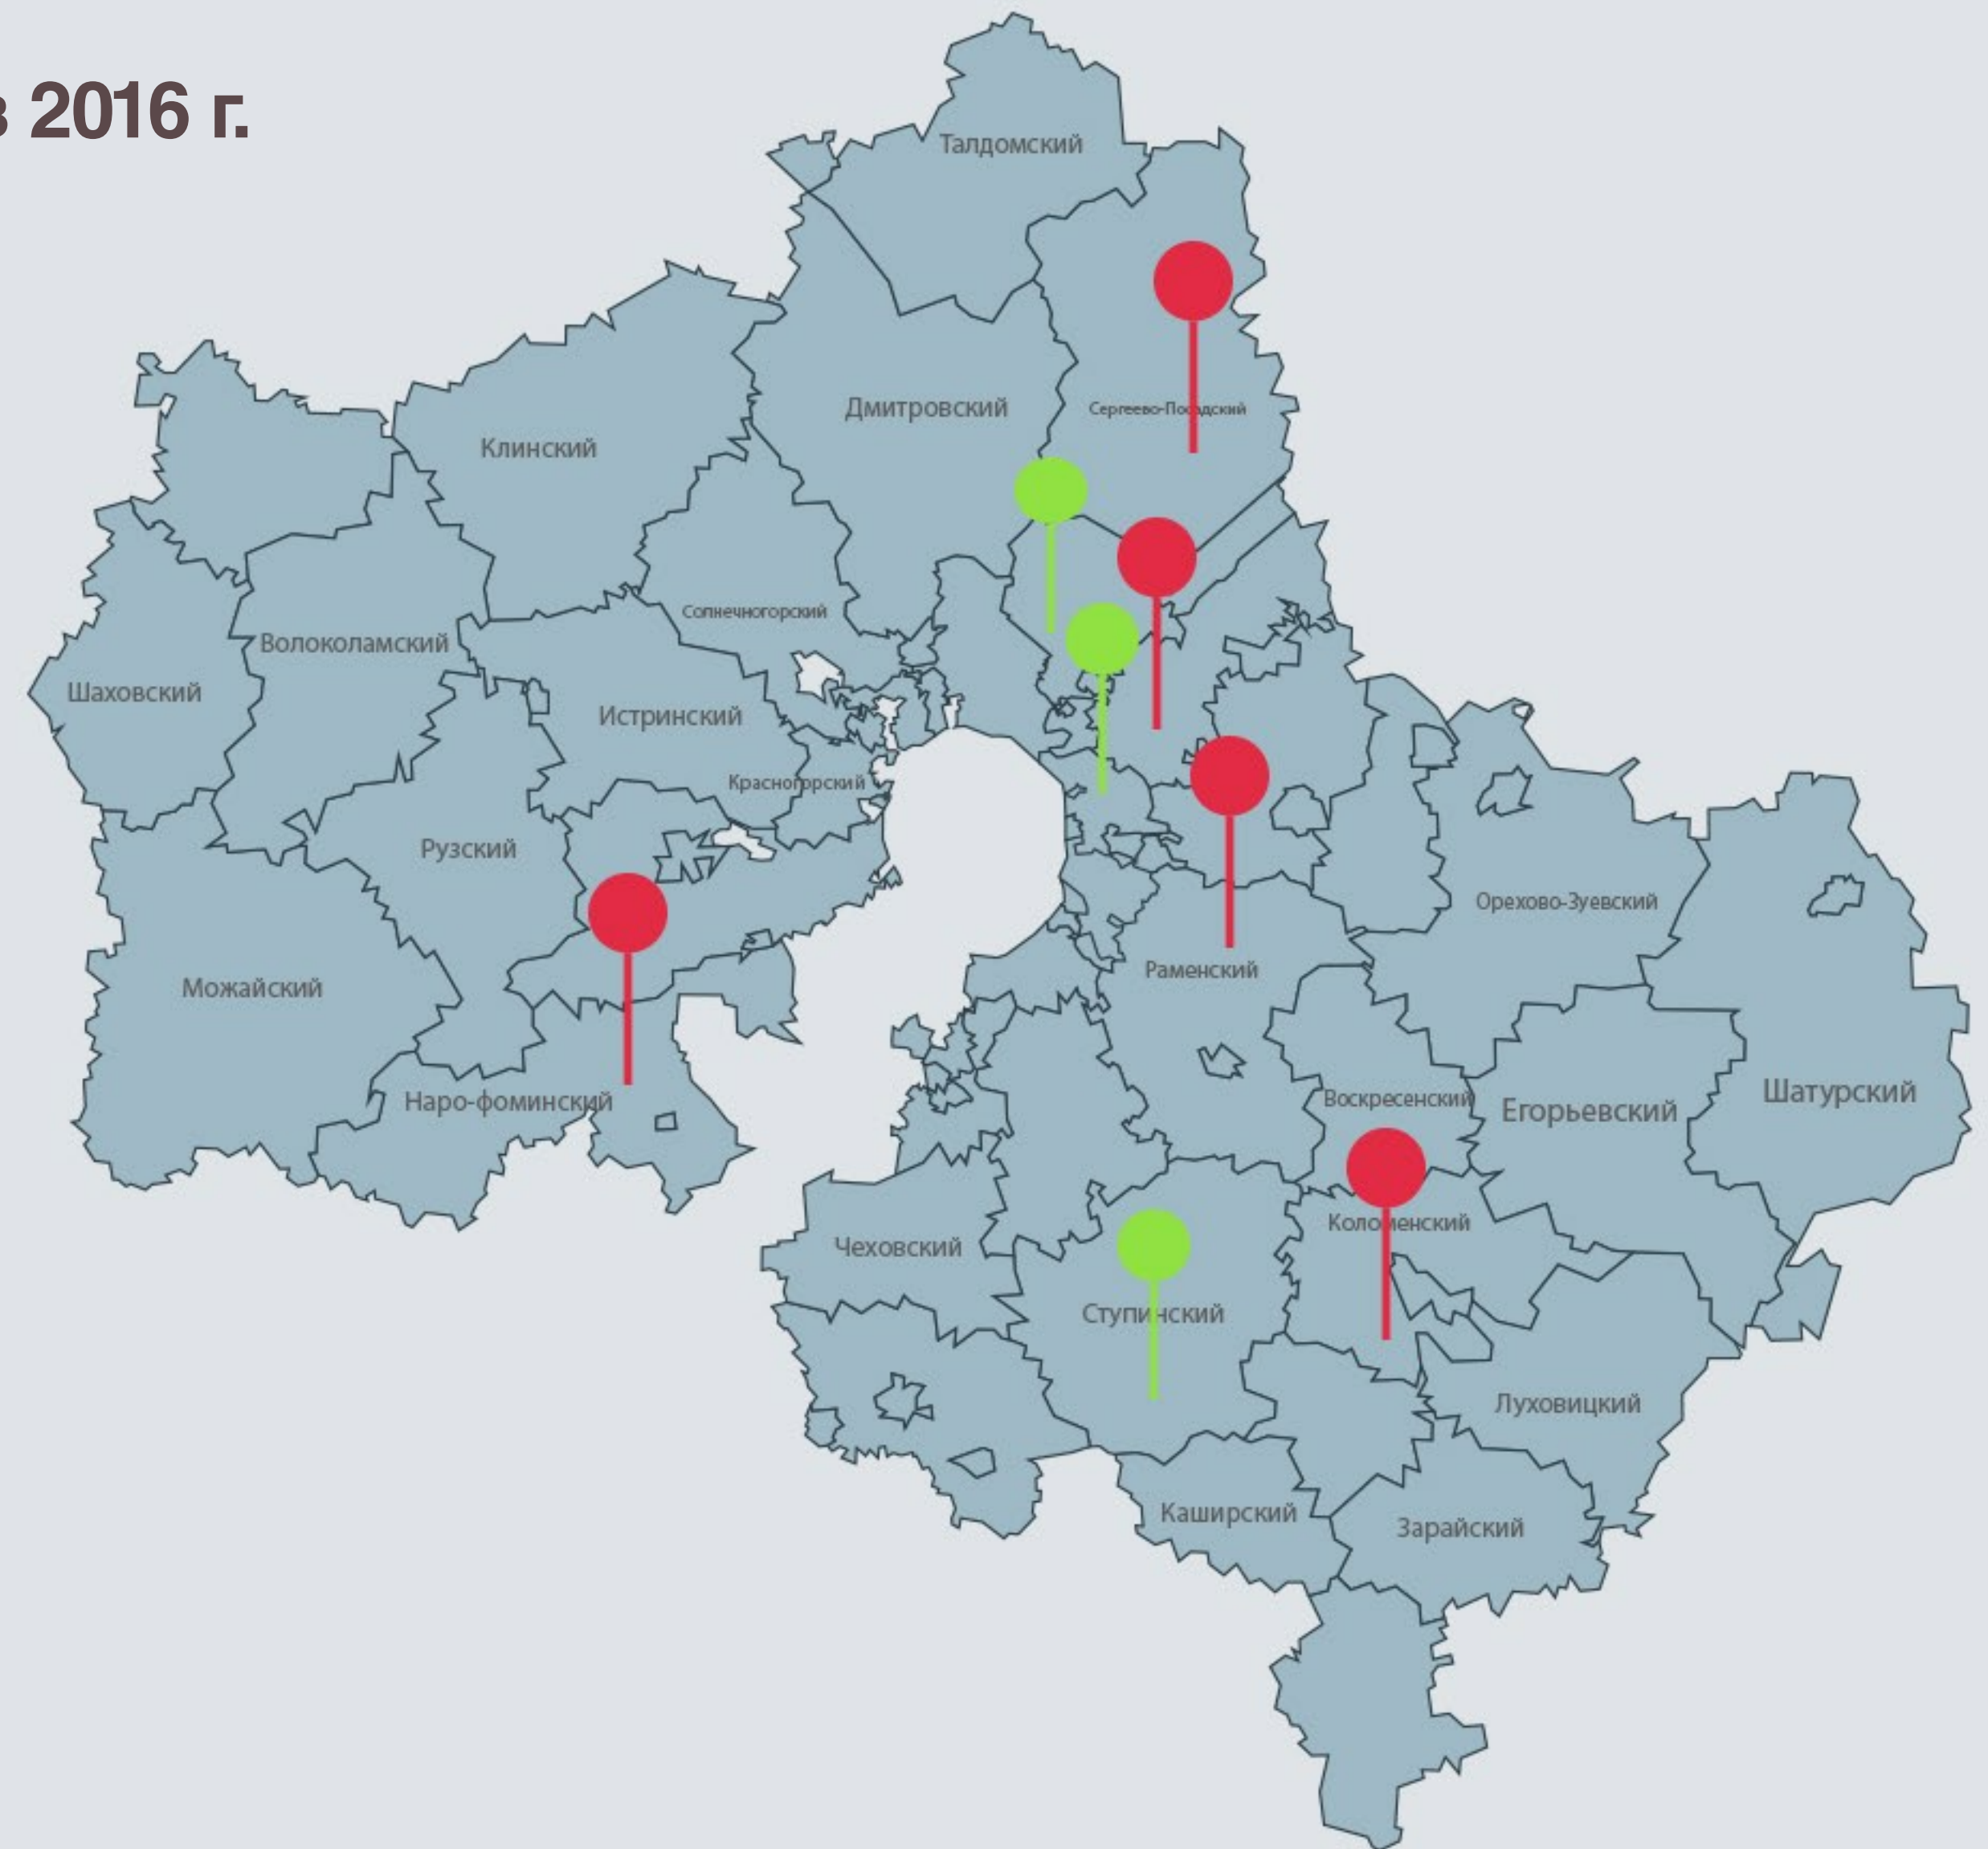 в 2016 г.
Талдомский
Дмитровский
Сергеево-Посадский
Клинский
Солнечногорский
Волоколамский
Шаховский
Истринский
Красногорский
Рузский
Орехово-Зуевский
Раменский
Можайский
Наро-фоминский
Воскресенский
Егорьевский
Шатурский
Коломенский
Чеховский
Ступинский
Луховицкий
Каширский
Зарайский